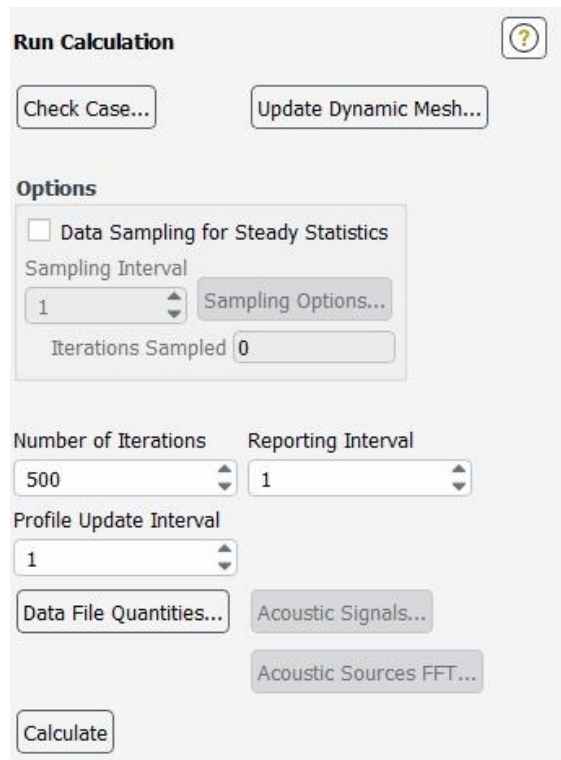 Run Calculation
?
Check Case... Update Dynamic Mesh...
Options
Data Sampling for Steady Statistics
Sampling Interval
1 Sampling Options...
Iterations Sampled 0
Number of Iterations Reporting Interval
500 1
Profile Update Interval
1
Data File Quantities... Acoustic Signals...
Acoustic Sources FFT...
Calculate